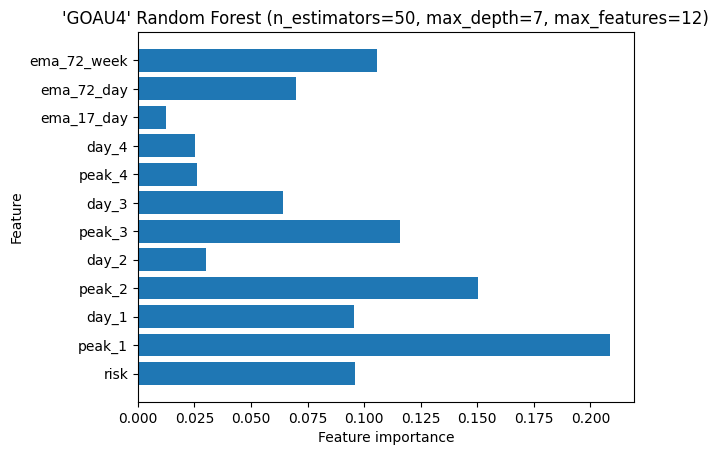 'GOAU4' Random Forest (n_estimators=50, max_depth=7, max_features=12)
ema_72_week
ema_72_day
ema_17_day
day_4
peak_4
day_3
peak_3
day_2
peak_2
day_1
peak_1
risk
Feature
0.000 0.025 0.050 0.075 0.100 0.125 0.150 0.175 0.200
Feature importance